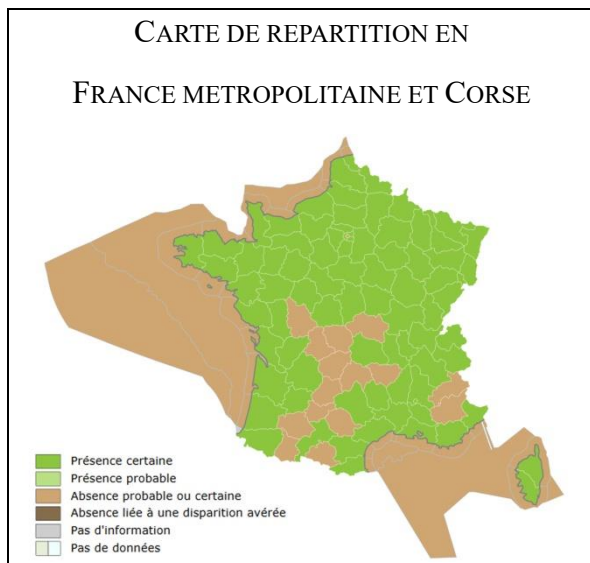 CARTE DE REPARTITION EN
FRANCE METROPOLITAINE ET CORSE
Présence certaine
Présence probable
Absence probable ou certaine
Absence liée à une disparition avérée
Pas d'information
Pas de données